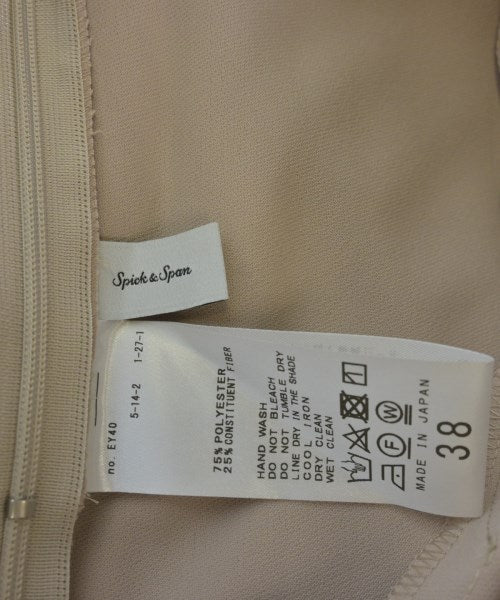 Spick & Span
no. EY40
5-14-2 1-27-1
75% POLYESTER
25% CONSTITUENT FIBER
HAND WASH
DO NOT BLEACH
DO NOT TUMBLE DRY
LINE DRY IN THE SHADE
COOL IRON
DRY CLEAN
WET CLEAN
F W
MADE IN JAPAN
38